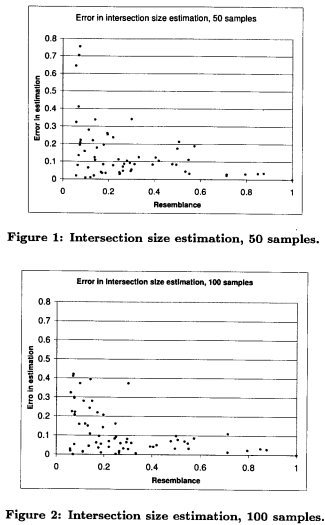 Error in intersection size estimation, 50 samples
0.8
0.7
0.6
0.5
0.4
0.3
0.2
0.1
0
Error in estimation
0 0.2 0.4 0.6 0.8 1
Resemblance
Figure 1: Intersection size estimation, 50 samples.
Error in intersection size estimation, 100 samples
0.8
0.7
0.6
0.5
0.4
0.3
0.2
0.1
0
Erro in estimation
0 0.2 0.4 0.6 0.8 1
Resemblance
Figure 2: Intersection size estimation, 100 samples.